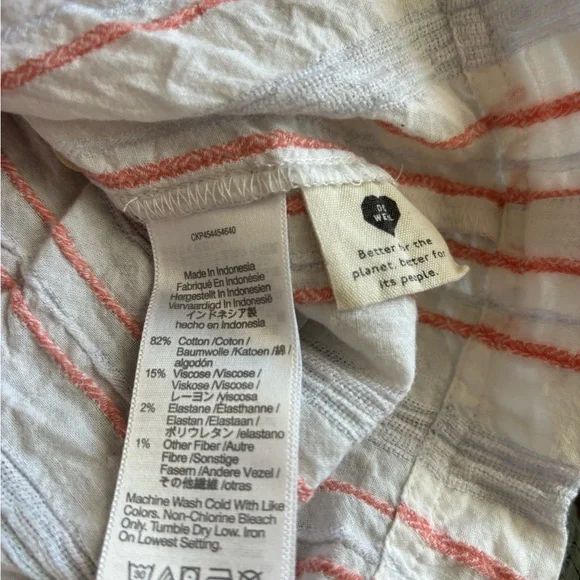 CKP454454640
Made In Indonesia
Fabriqué En Indonésie
Hergestellt In Indonesien
Vervaardigd In Indonesië
インドネシア製
hecho en Indonesia
82% Cotton /Coton/
Baumwolle /Katoen /綿/
algodón
15% Viscose /Viscose/
Viskose /Viscose /
レーヨン /viscosa
2% Elastane /Élasthanne/
Elastan /Elastaan /
ポリウレタン /elastano
1% Other Fiber /Autre
Fibre /Sonstige
Fasern /Andere Vezel /
その他繊維 /otras
Machine Wash Cold With Like
Colors. Non-Chlorine Bleach
Only. Tumble Dry Low. Iron
On Lowest Setting.
30
DO
WELL
Better for the
planet, better for
its people.